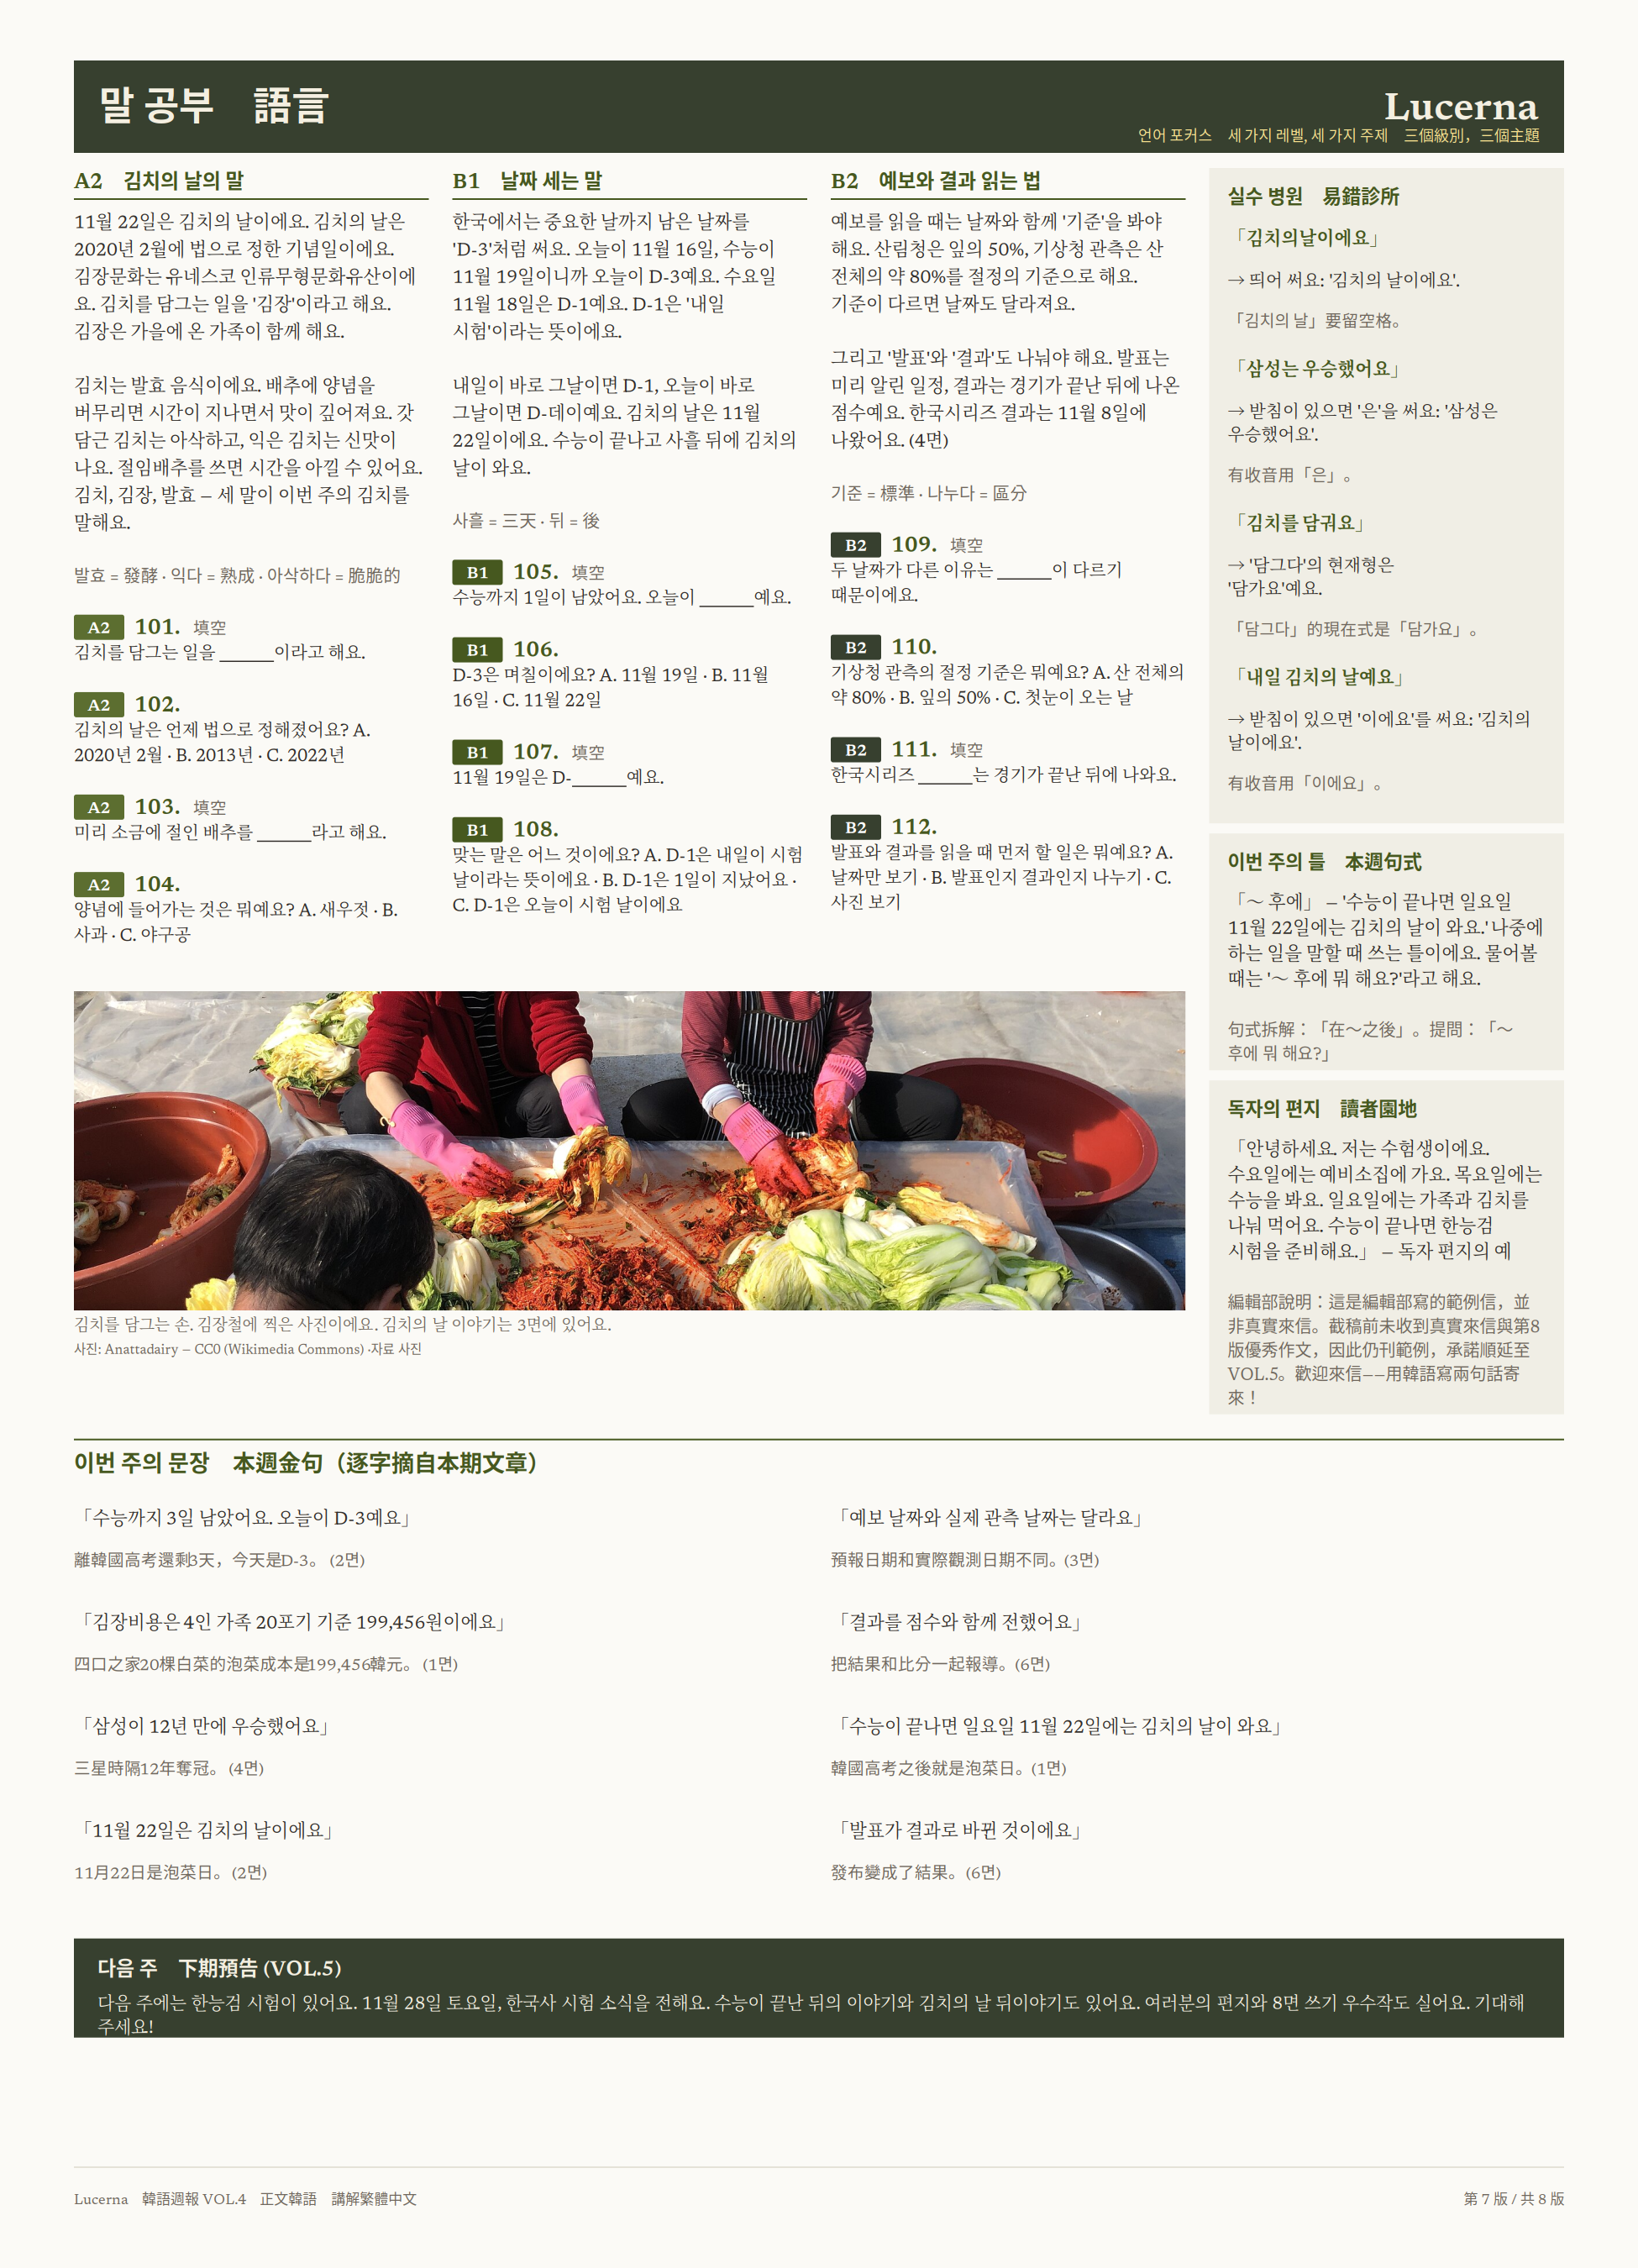 말 공부 語言
Lucerna
언어 포커스 세 가지 레벨, 세 가지 주제 三個級別，三個主題
A2 김치의 날의 말
11월 22일은 김치의 날이에요. 김치의 날은
2020년 2월에 법으로 정한 기념일이에요.
김장문화는 유네스코 인류무형문화유산이에
요. 김치를 담그는 일을 '김장'이라고 해요.
김장은 가을에 온 가족이 함께 해요.
김치는 발효 음식이에요. 배추에 양념을
버무리면 시간이 지나면서 맛이 깊어져요. 갓
담근 김치는 아삭하고, 익은 김치는 신맛이
나요. 절임배추를 쓰면 시간을 아낄 수 있어요.
김치, 김장, 발효 – 세 말이 이번 주의 김치를
말해요.
발효 = 發酵 · 익다 = 熟成 · 아삭하다 = 脆脆的
A2 101. 填空
김치를 담그는 일을 ______이라고 해요.
A2 102.
김치의 날은 언제 법으로 정해졌어요? A.
2020년 2월 · B. 2013년 · C. 2022년
A2 103. 填空
미리 소금에 절인 배추를 ______라고 해요.
A2 104.
양념에 들어가는 것은 뭐예요? A. 새우젓 · B.
사과 · C. 야구공
B1 날짜 세는 말
한국에서는 중요한 날까지 남은 날짜를
'D-3'처럼 써요. 오늘이 11월 16일, 수능이
11월 19일이니까 오늘이 D-3예요. 수요일
11월 18일은 D-1예요. D-1은 '내일
시험'이라는 뜻이에요.
내일이 바로 그날이면 D-1, 오늘이 바로
그날이면 D-데이예요. 김치의 날은 11월
22일이에요. 수능이 끝나고 사흘 뒤에 김치의
날이 와요.
사흘 = 三天 · 뒤 = 後
B1 105. 填空
수능까지 1일이 남았어요. 오늘이 ______예요.
B1 106.
D-3은 며칠이에요? A. 11월 19일 · B. 11월
16일 · C. 11월 22일
B1 107. 填空
11월 19일은 D-______예요.
B1 108.
맞는 말은 어느 것이에요? A. D-1은 내일이 시험
날이라는 뜻이에요 · B. D-1은 1일이 지났어요 ·
C. D-1은 오늘이 시험 날이에요
B2 예보와 결과 읽는 법
예보를 읽을 때는 날짜와 함께 '기준'을 봐야
해요. 산림청은 잎의 50%, 기상청 관측은 산
전체의 약 80%를 절정의 기준으로 해요.
기준이 다르면 날짜도 달라져요.
그리고 '발표'와 '결과'도 나눠야 해요. 발표는
미리 알린 일정, 결과는 경기가 끝난 뒤에 나온
점수예요. 한국시리즈 결과는 11월 8일에
나왔어요. (4면)
기준 = 標準 · 나누다 = 區分
B2 109. 填空
두 날짜가 다른 이유는 ______이 다르기
때문이에요.
B2 110.
기상청 관측의 절정 기준은 뭐예요? A. 산 전체의
약 80% · B. 잎의 50% · C. 첫눈이 오는 날
B2 111. 填空
한국시리즈 ______는 경기가 끝난 뒤에 나와요.
B2 112.
발표와 결과를 읽을 때 먼저 할 일은 뭐예요? A.
날짜만 보기 · B. 발표인지 결과인지 나누기 · C.
사진 보기
실수 병원 易錯診所
「김치의날이에요」
→ 띄어 써요: '김치의 날이에요'.
「김치의 날」要留空格。
「삼성는 우승했어요」
→ 받침이 있으면 '은'을 써요: '삼성은
우승했어요'.
有收音用「은」。
「김치를 담궈요」
→ '담그다'의 현재형은
'담가요'예요.
「담그다」的現在式是「담가요」。
「내일 김치의 날예요」
→ 받침이 있으면 '이에요'를 써요: '김치의
날이에요'.
有收音用「이에요」。
이번 주의 틀 本週句式
「～ 후에」 – '수능이 끝나면 일요일
11월 22일에는 김치의 날이 와요.' 나중에
하는 일을 말할 때 쓰는 틀이에요. 물어볼
때는 '～ 후에 뭐 해요?'라고 해요.
句式拆解：「在～之後」。提問：「～
후에 뭐 해요?」
독자의 편지 讀者園地
「안녕하세요. 저는 수험생이에요.
수요일에는 예비소집에 가요. 목요일에는
수능을 봐요. 일요일에는 가족과 김치를
나눠 먹어요. 수능이 끝나면 한능검
시험을 준비해요.」 – 독자 편지의 예
編輯部說明：這是編輯部寫的範例信，並
非真實來信。截稿前未收到真實來信與第8
版優秀作文，因此仍刊範例，承諾順延至
VOL.5。歡迎來信——用韓語寫兩句話寄
來！
김치를 담그는 손. 김장철에 찍은 사진이에요. 김치의 날 이야기는 3면에 있어요.
사진: Anattadairy – CC0 (Wikimedia Commons) ·자료 사진
이번 주의 문장 本週金句（逐字摘自本期文章）
「수능까지 3일 남았어요. 오늘이 D-3예요」
離韓國高考還剩3天，今天是D-3。 (2면)
「김장비용은 4인 가족 20포기 기준 199,456원이에요」
四口之家20棵白菜的泡菜成本是199,456韓元。 (1면)
「삼성이 12년 만에 우승했어요」
三星時隔12年奪冠。 (4면)
「11월 22일은 김치의 날이에요」
11月22日是泡菜日。 (2면)
「예보 날짜와 실제 관측 날짜는 달라요」
預報日期和實際觀測日期不同。 (3면)
「결과를 점수와 함께 전했어요」
把結果和比分一起報導。 (6면)
「수능이 끝나면 일요일 11월 22일에는 김치의 날이 와요」
韓國高考之後就是泡菜日。 (1면)
「발표가 결과로 바뀐 것이에요」
發布變成了結果。 (6면)
다음 주 下期預告 (VOL.5)
다음 주에는 한능검 시험이 있어요. 11월 28일 토요일, 한국사 시험 소식을 전해요. 수능이 끝난 뒤의 이야기와 김치의 날 뒤이야기도 있어요. 여러분의 편지와 8면 쓰기 우수작도 실어요. 기대해
주세요!
Lucerna 韓語週報 VOL.4 正文韓語 講解繁體中文
第 7 版 / 共 8 版